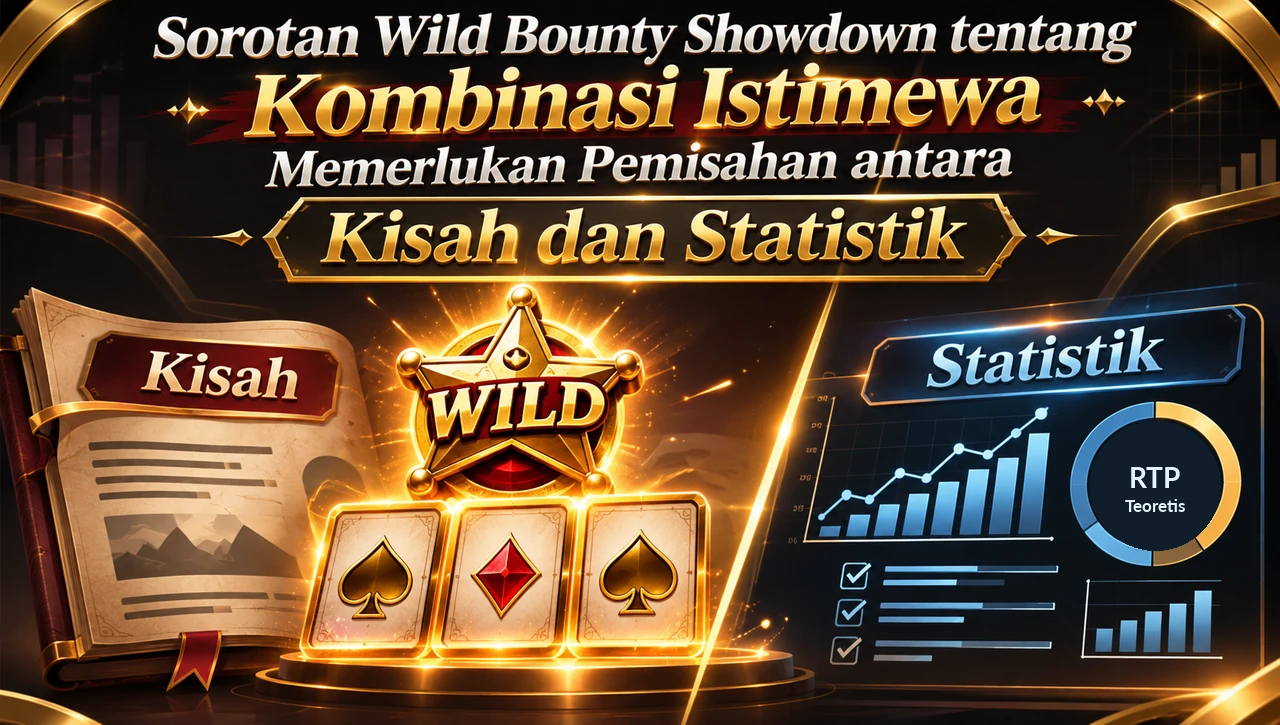 Sorotan Wild Bounty Showdown tentang
Kombinasi Istimewa
Memerlukan Pemisahan antara
Kisah dan Statistik
Kisah
WILD
Statistik
RTP
Teoretis